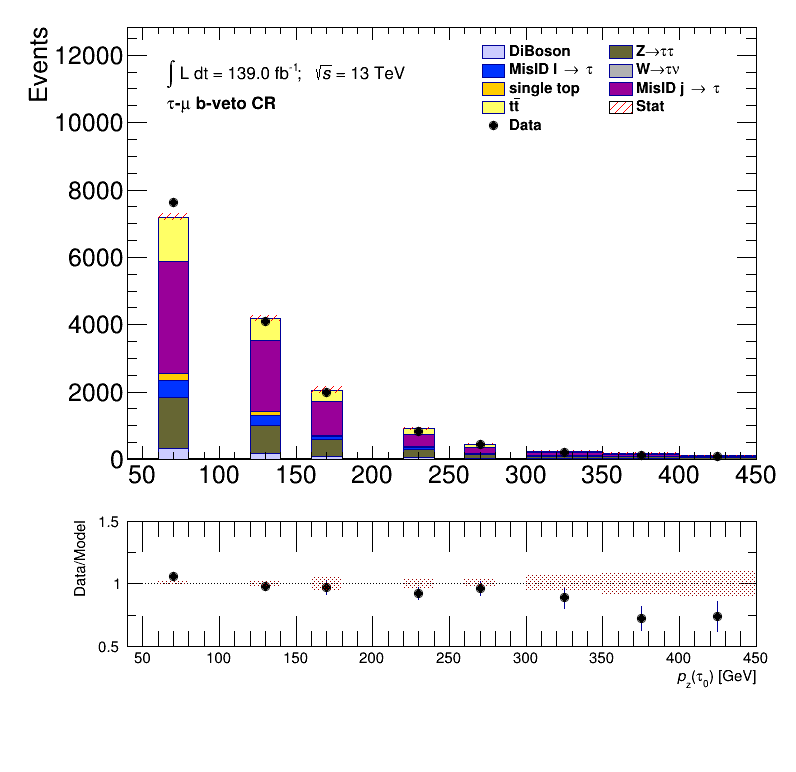 Events
12000
10000
8000
6000
4000
2000
0
∫ L dt = 139.0 fb⁻¹; √s = 13 TeV
τ-μ b-veto CR
DiBoson
MisID l → τ
single top
tt̄
Data
Z→ττ
W→τν
MisID j → τ
Stat
50 100 150 200 250 300 350 400 450
Data/Model
1.5
1
0.5
50 100 150 200 250 300 350 400 450
p_z(τ_0) [GeV]